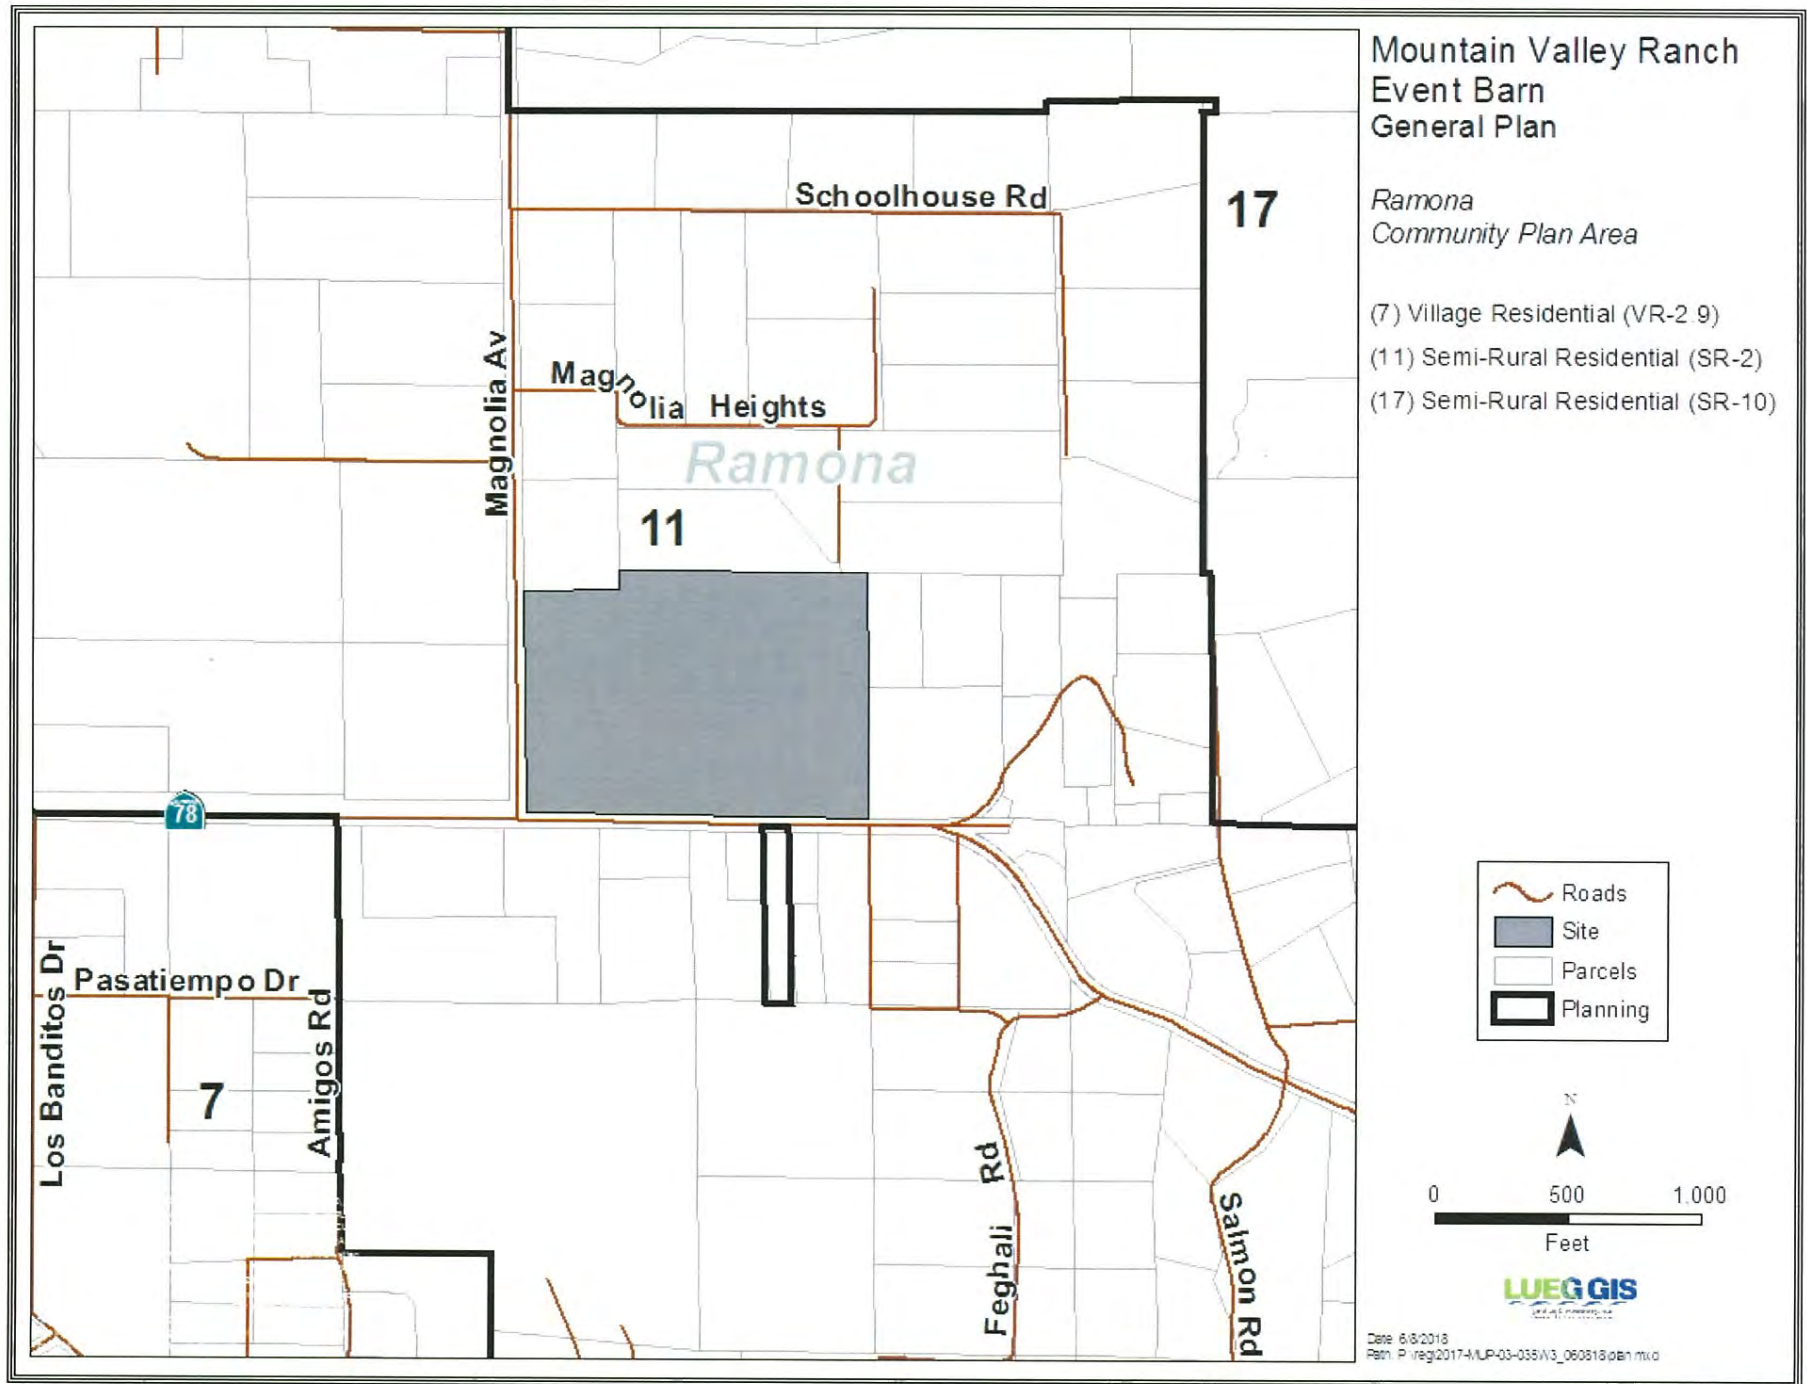 Mountain Valley Ranch
Event Barn
General Plan
Ramona
Community Plan Area
(7) Village Residential (VR-2.9)
(11) Semi-Rural Residential (SR-2)
(17) Semi-Rural Residential (SR-10)
Schoolhouse Rd
17
Magnolia Av
Magnolia Heights
Ramona
11
78
Pasatiempo Dr
Los Banditos Dr
Amigos Rd
7
Feghali Rd
Salmon Rd
Roads
Site
Parcels
Planning
N
0 500 1,000
Feet
LUEG GIS
Date: 6/8/2018